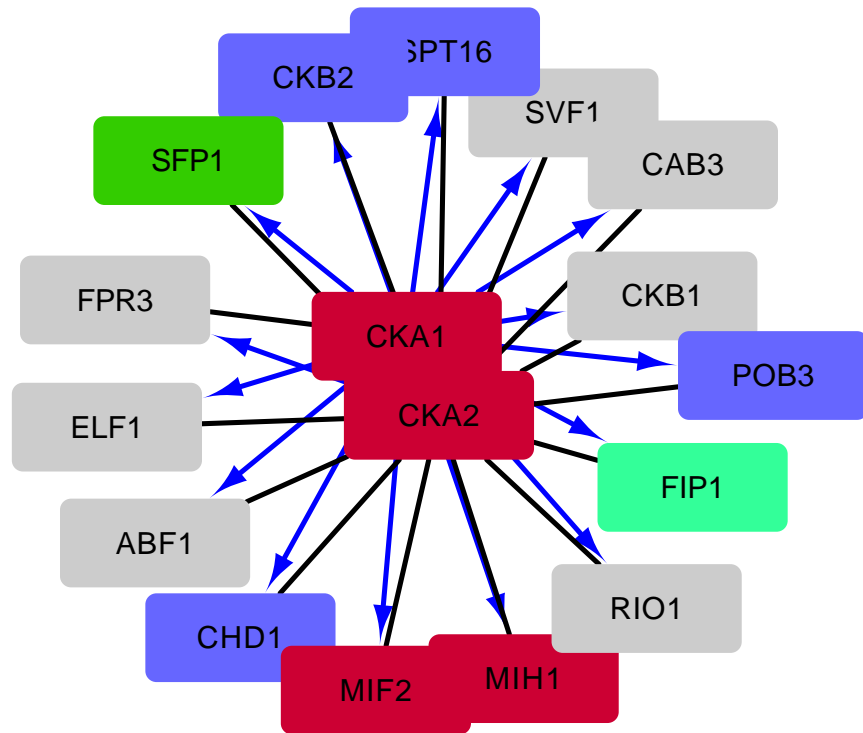 SPT16
CKB2
SVF1
SFP1
CAB3
FPR3
CKB1
CKA1
POB3
CKA2
ELF1
FIP1
ABF1
RIO1
CHD1
MIH1
MIF2